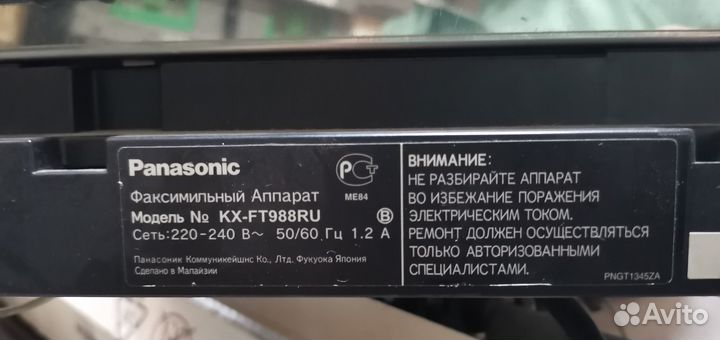 Panasonic
РСТ
ME84
Факсимильный Аппарат
Модель № KX-FT988RU
B
Сеть:220-240 В~ 50/60 Гц 1.2 А
Панасоник Коммуникейшнс Ко., Лтд. Фукуока Япония
Сделано в Малайзии
ВНИМАНИЕ:
НЕ РАЗБИРАЙТЕ АППАРАТ
ВО ИЗБЕЖАНИЕ ПОРАЖЕНИЯ
ЭЛЕКТРИЧЕСКИМ ТОКОМ.
РЕМОНТ ДОЛЖЕН ОСУЩЕСТВЛЯТЬСЯ
ТОЛЬКО АВТОРИЗОВАННЫМИ
СПЕЦИАЛИСТАМИ.
PNGT1345ZA
Avito